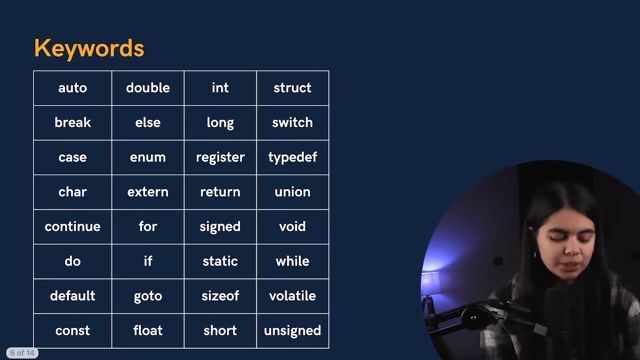 Keywords
auto double int struct
break else long switch
case enum register typedef
char extern return union
continue for signed void
do if static while
default goto sizeof volatile
const float short unsigned
6 of 14